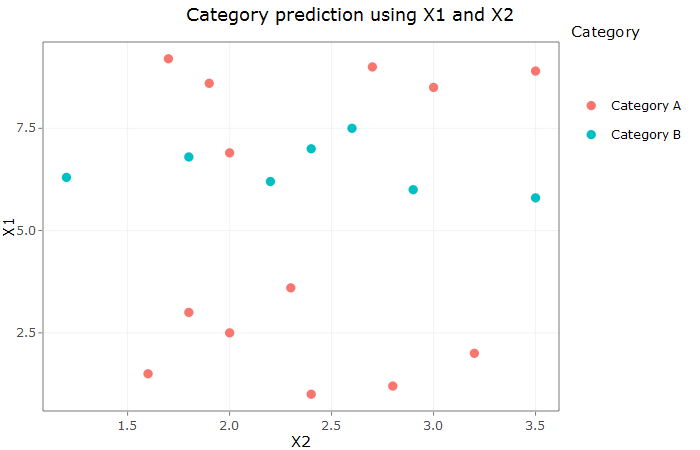 Category prediction using X1 and X2
Category
Category A
Category B
7.5
5.0
2.5
X1
1.5
2.0
2.5
3.0
3.5
X2